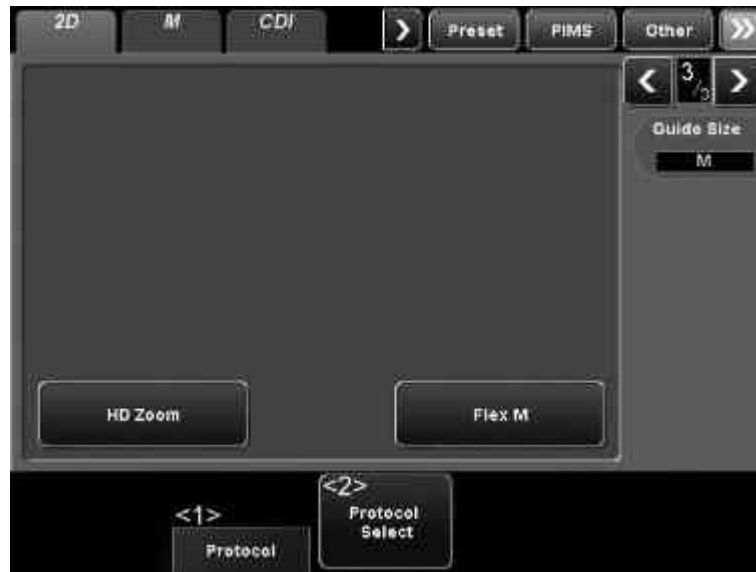 2D M CDI > Preset PIMS Other >>
< 3/3 >
Guide Size
M
HD Zoom Flex M
<1> <2>
Protocol Protocol
Select